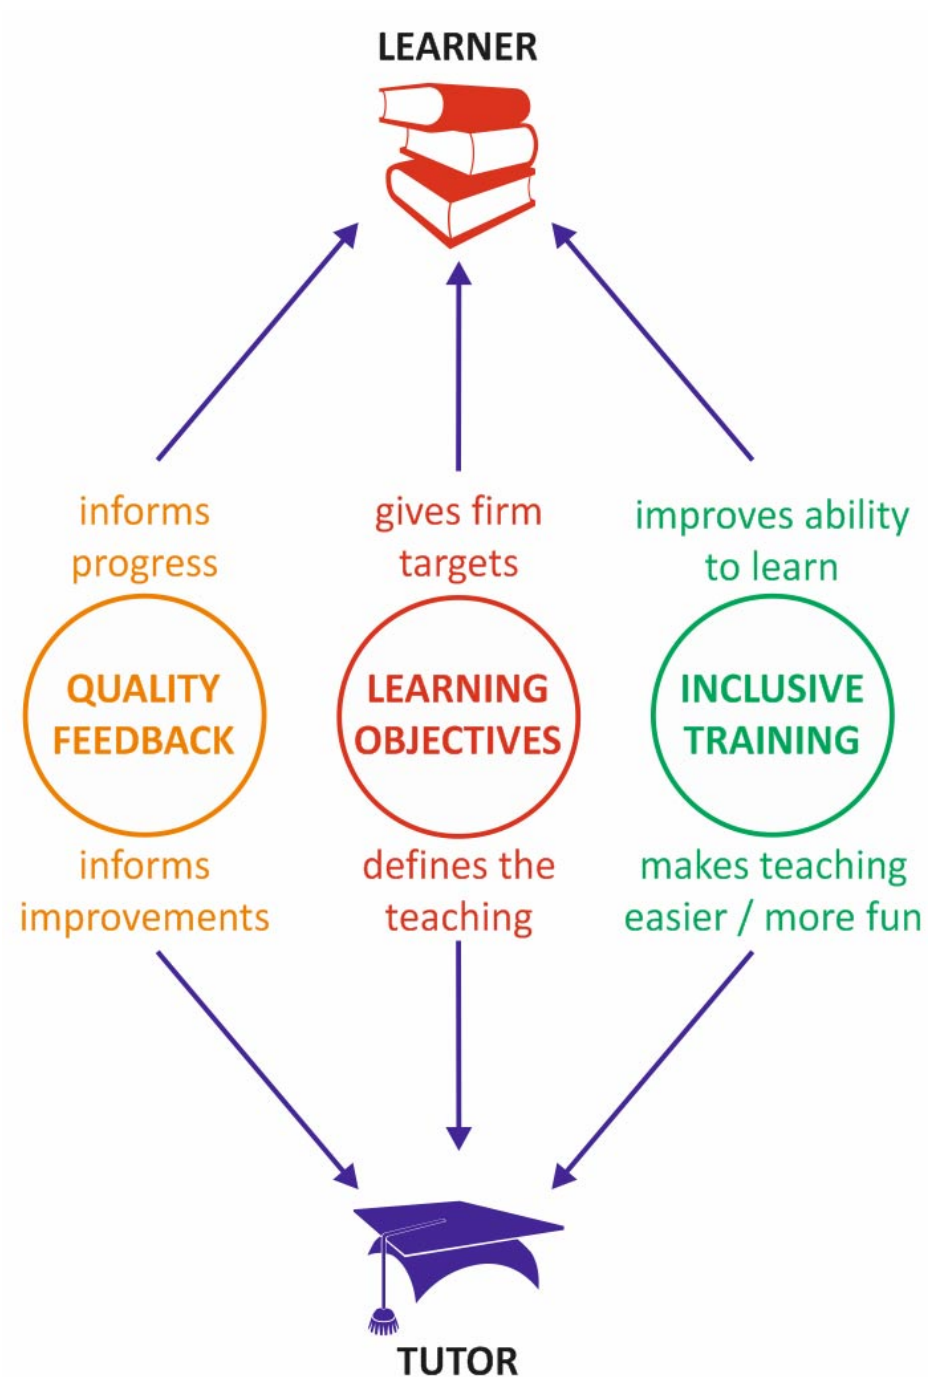 LEARNER
informs
progress
gives firm
targets
improves ability
to learn
QUALITY
FEEDBACK
LEARNING
OBJECTIVES
INCLUSIVE
TRAINING
informs
improvements
defines the
teaching
makes teaching
easier / more fun
TUTOR